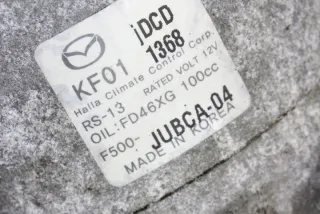 jDCD
KF01 1368
Halla Climate Control Corp.
RS-13 RATED VOLT 12V
OIL:FD46XG 100cc
F500- JUBCA-04
MADE IN KOREA